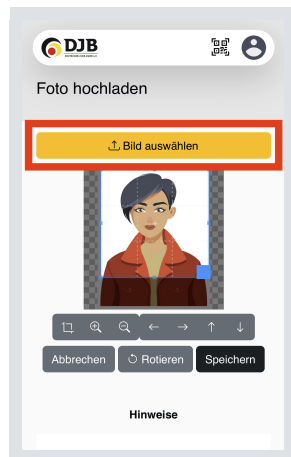 DJB
Foto hochladen
Bild auswählen
Abbrechen
Rotieren
Speichern
Hinweise